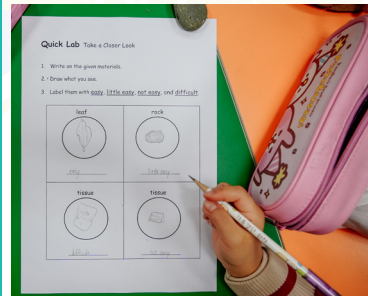 Quick Lab Take a Closer Look
1. Write on the given materials.
2. Draw what you see.
3. Label them with easy, little easy, not easy, and difficult
leaf rock
easy little easy
tissue tissue
difficult not easy